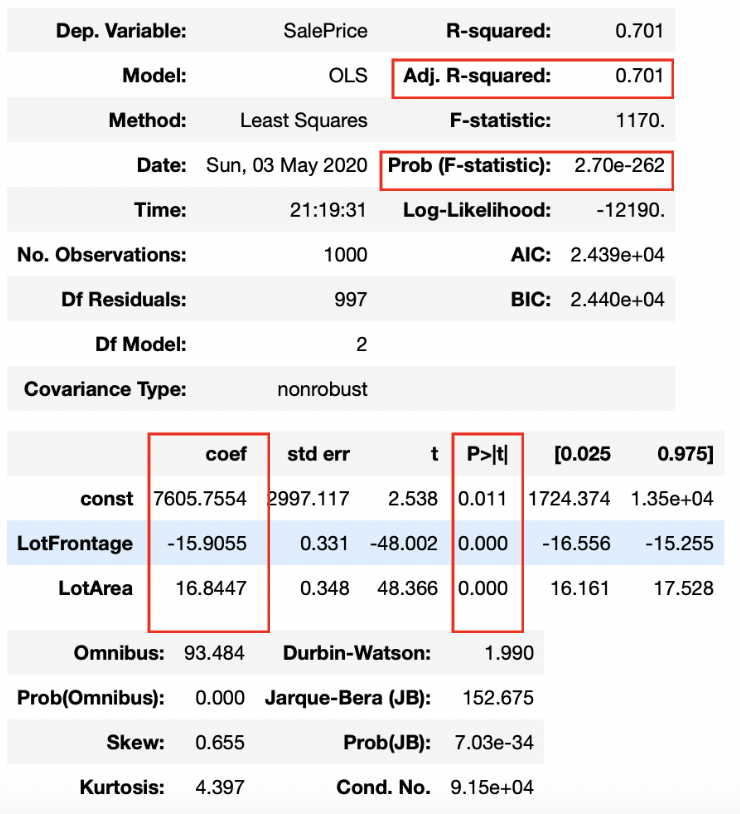 Dep. Variable: SalePrice R-squared: 0.701
Model: OLS Adj. R-squared: 0.701
Method: Least Squares F-statistic: 1170.
Date: Sun, 03 May 2020 Prob (F-statistic): 2.70e-262
Time: 21:19:31 Log-Likelihood: -12190.
No. Observations: 1000 AIC: 2.439e+04
Df Residuals: 997 BIC: 2.440e+04
Df Model: 2
Covariance Type: nonrobust
coef std err t P>|t| [0.025 0.975]
const 7605.7554 2997.117 2.538 0.011 1724.374 1.35e+04
LotFrontage -15.9055 0.331 -48.002 0.000 -16.556 -15.255
LotArea 16.8447 0.348 48.366 0.000 16.161 17.528
Omnibus: 93.484 Durbin-Watson: 1.990
Prob(Omnibus): 0.000 Jarque-Bera (JB): 152.675
Skew: 0.655 Prob(JB): 7.03e-34
Kurtosis: 4.397 Cond. No. 9.15e+04